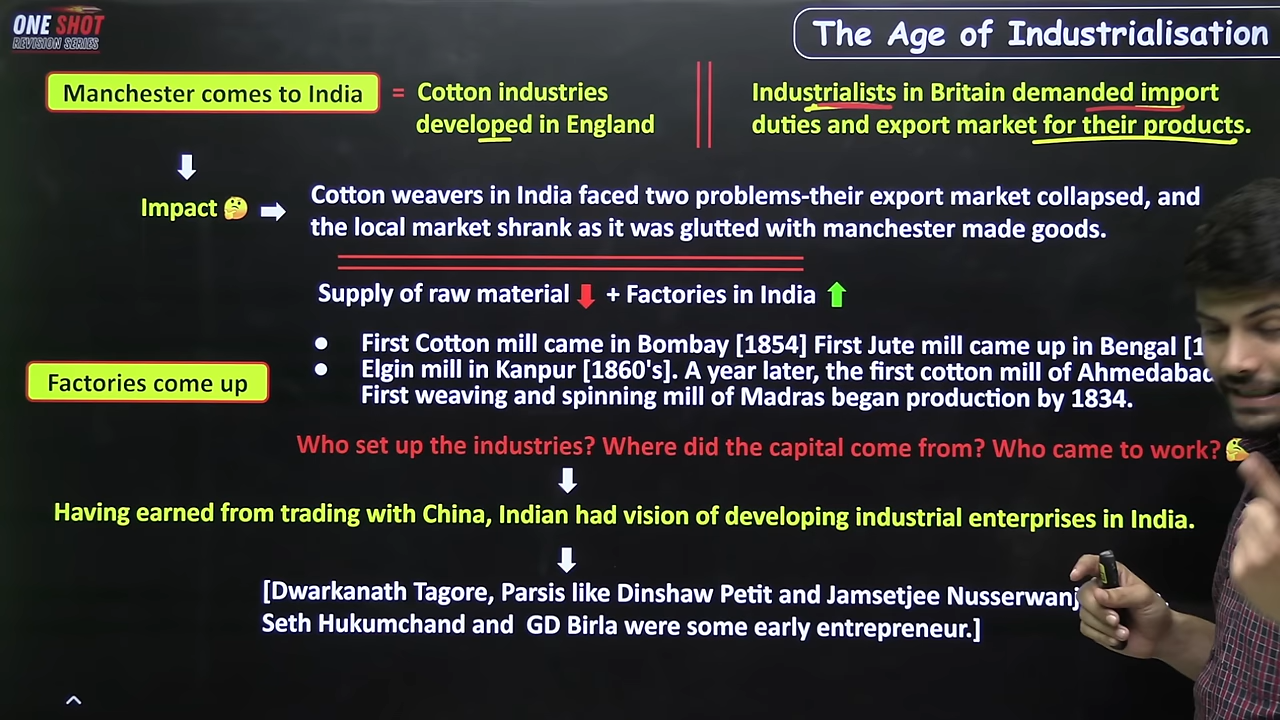 ONE SHOT
REVISION SERIES
The Age of Industrialisation
Manchester comes to India = Cotton industries
developed in England
Industrialists in Britain demanded import
duties and export market for their products.
Impact
Cotton weavers in India faced two problems-their export market collapsed, and
the local market shrank as it was glutted with manchester made goods.
Supply of raw material + Factories in India
Factories come up
● First Cotton mill came in Bombay [1854] First Jute mill came up in Bengal
● Elgin mill in Kanpur [1860's]. A year later, the first cotton mill of Ahmedabad
First weaving and spinning mill of Madras began production by 1834.
Who set up the industries? Where did the capital come from? Who came to work?
Having earned from trading with China, Indian had vision of developing industrial enterprises in India.
[Dwarkanath Tagore, Parsis like Dinshaw Petit and Jamsetjee
Seth Hukumchand and GD Birla were some early entrepreneur.]